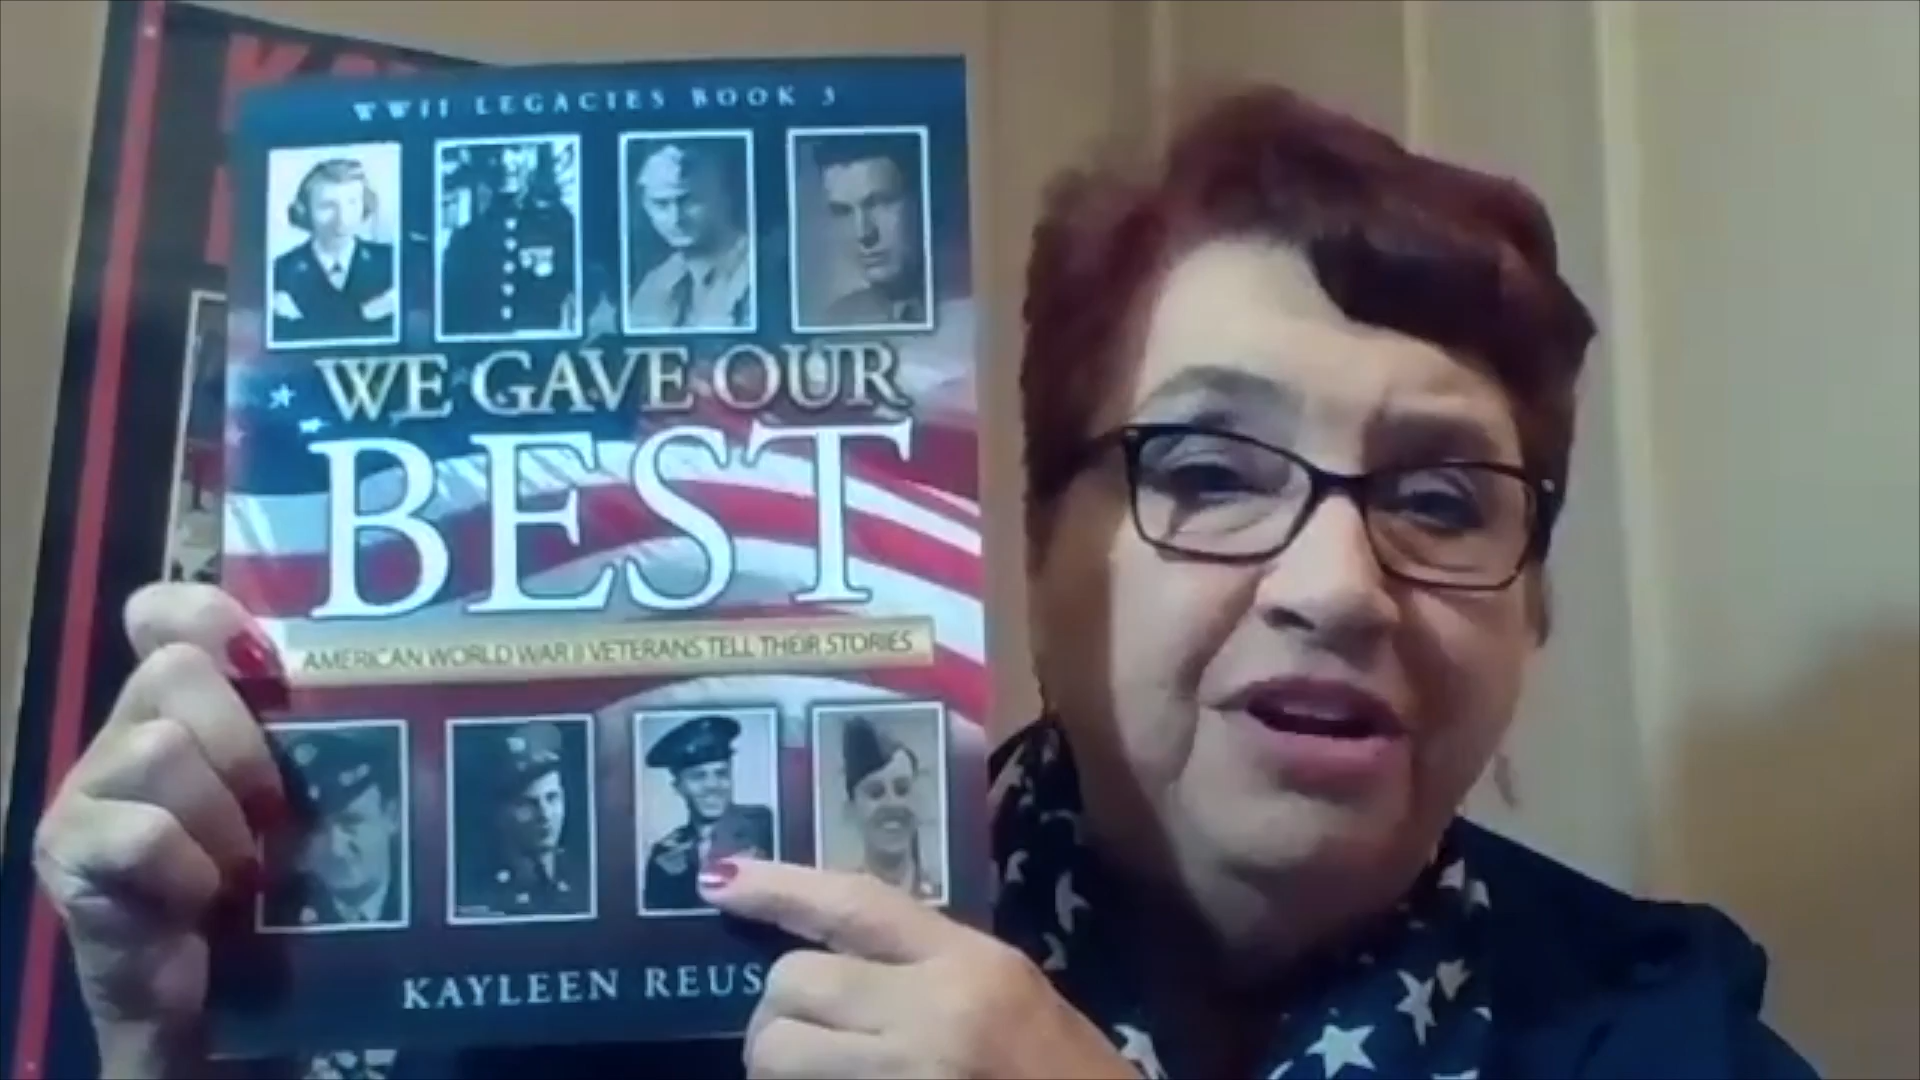 WWII LEGACIES BOOK 3
WE GAVE OUR
BEST
AMERICAN WORLD WAR II VETERANS TELL THEIR STORIES
KAYLEEN REUS